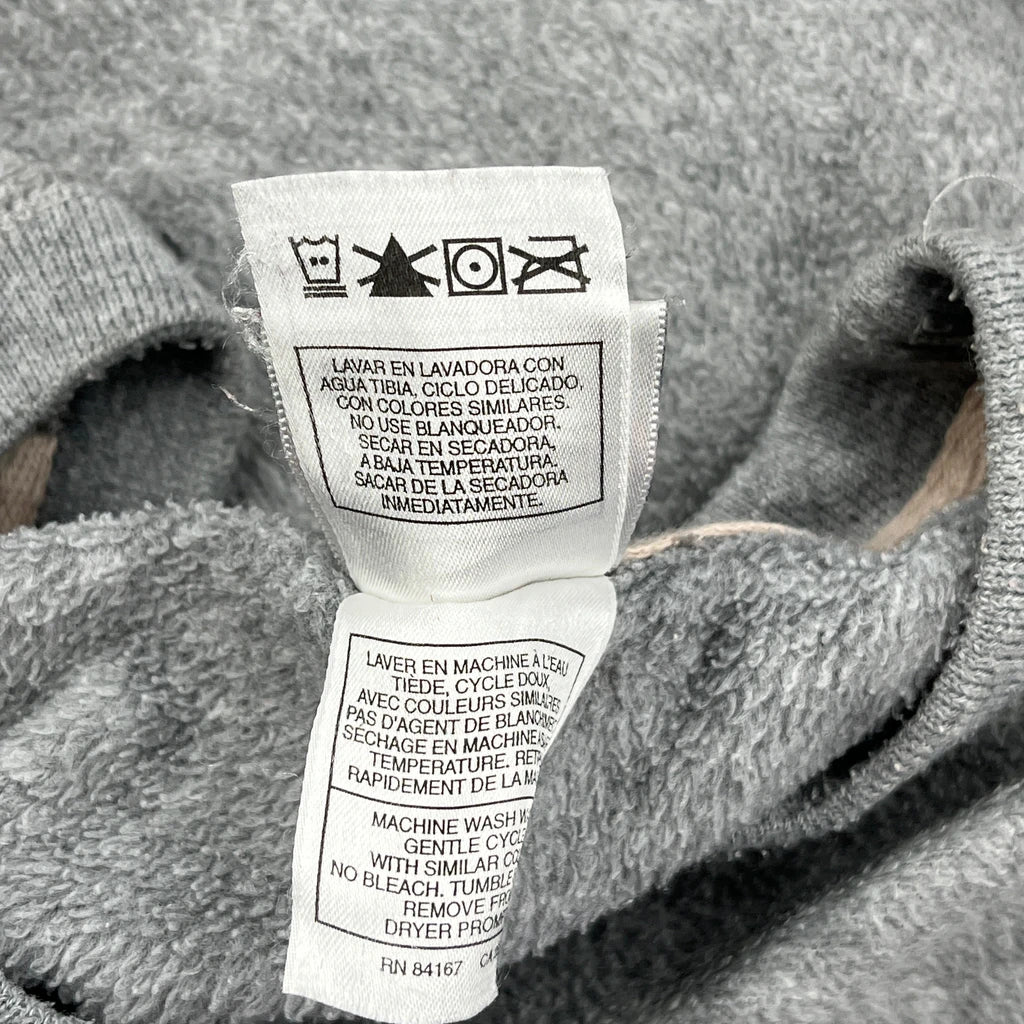 LAVAR EN LAVADORA CON
AGUA TIBIA, CICLO DELICADO,
CON COLORES SIMILARES.
NO USE BLANQUEADOR.
SECAR EN SECADORA,
A BAJA TEMPERATURA.
SACAR DE LA SECADORA
INMEDIATAMENTE.
LAVER EN MACHINE À L'EAU
TIÈDE, CYCLE DOUX,
AVEC COULEURS SIMILAIRES
PAS D'AGENT DE
SÉCHAGE EN MACHINE
TEMPERATURE.
RAPIDEMENT DE LA
MACHINE WASH
GENTLE
WITH SIMILAR
NO BLEACH. TUMBLE
REMOVE
DRYER
RN 84167